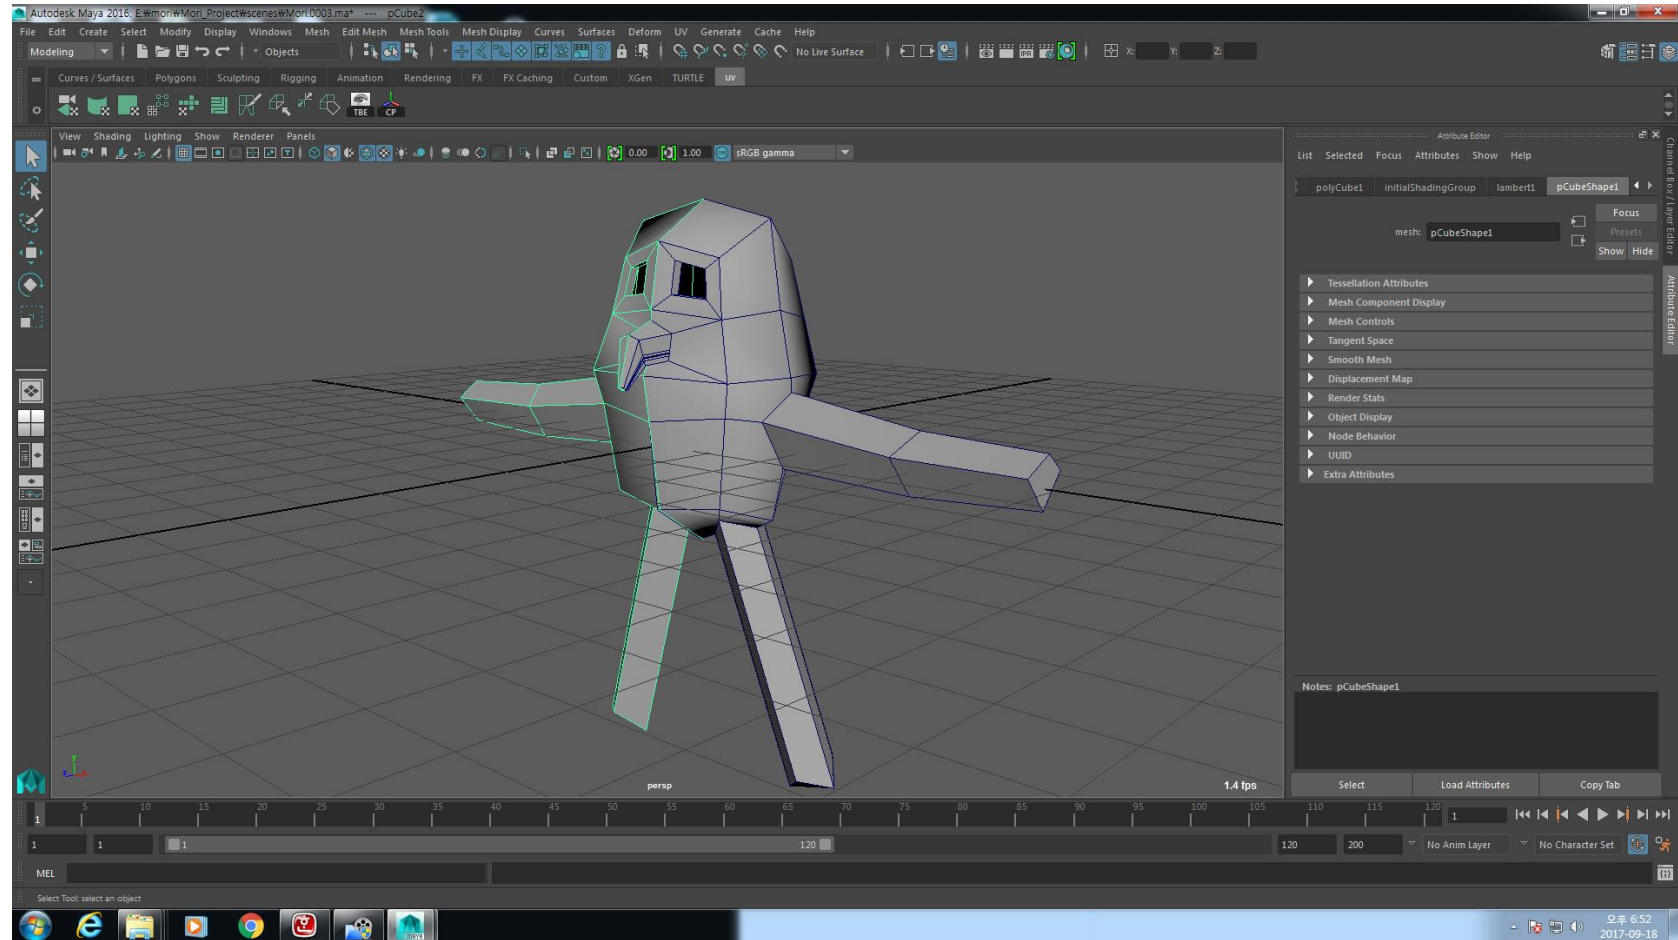 Autodesk Maya 2016: E:₩mori₩Mori_Project₩scenes₩Mori.0003.ma* --- pCube2
File Edit Create Select Modify Display Windows Mesh Edit Mesh Mesh Tools Mesh Display Curves Surfaces Deform UV Generate Cache Help
Modeling Objects No Live Surface X: Y: Z:
Curves / Surfaces Polygons Sculpting Rigging Animation Rendering FX FX Caching Custom XGen TURTLE uv
TBE CP
View Shading Lighting Show Renderer Panels
0.00 1.00 sRGB gamma
Attribute Editor
List Selected Focus Attributes Show Help
polyCube1 initialShadingGroup lambert1 pCubeShape1
mesh: pCubeShape1
Focus
Presets
Show Hide
Tessellation Attributes
Mesh Component Display
Mesh Controls
Tangent Space
Smooth Mesh
Displacement Map
Render Stats
Object Display
Node Behavior
UUID
Extra Attributes
Channel Box / Layer Editor
Attribute Editor
Notes: pCubeShape1
Select Load Attributes Copy Tab
y
z x
persp
1.4 fps
5 10 15 20 25 30 35 40 45 50 55 60 65 70 75 80 85 90 95 100 105 110 115 120
1 1
1 1 1 120 120 200 No Anim Layer No Character Set
MEL
Select Tool: select an object
오후 6:52
2017-09-18